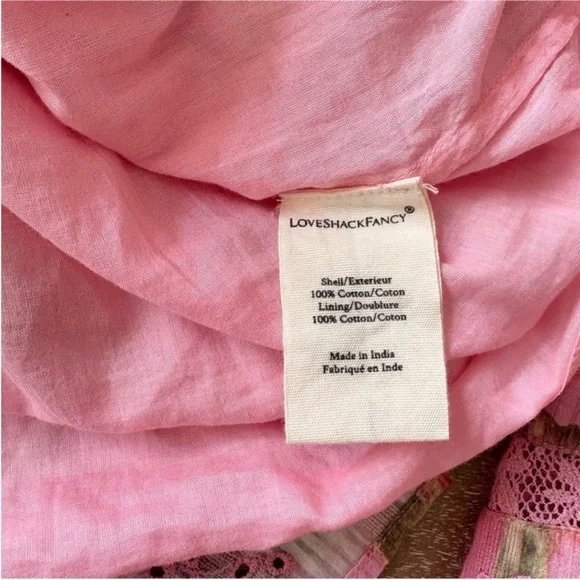 LOVESHACKFANCY®
Shell/Exterieur
100% Cotton/Coton
Lining/Doublure
100% Cotton/Coton
Made in India
Fabriqué en Inde